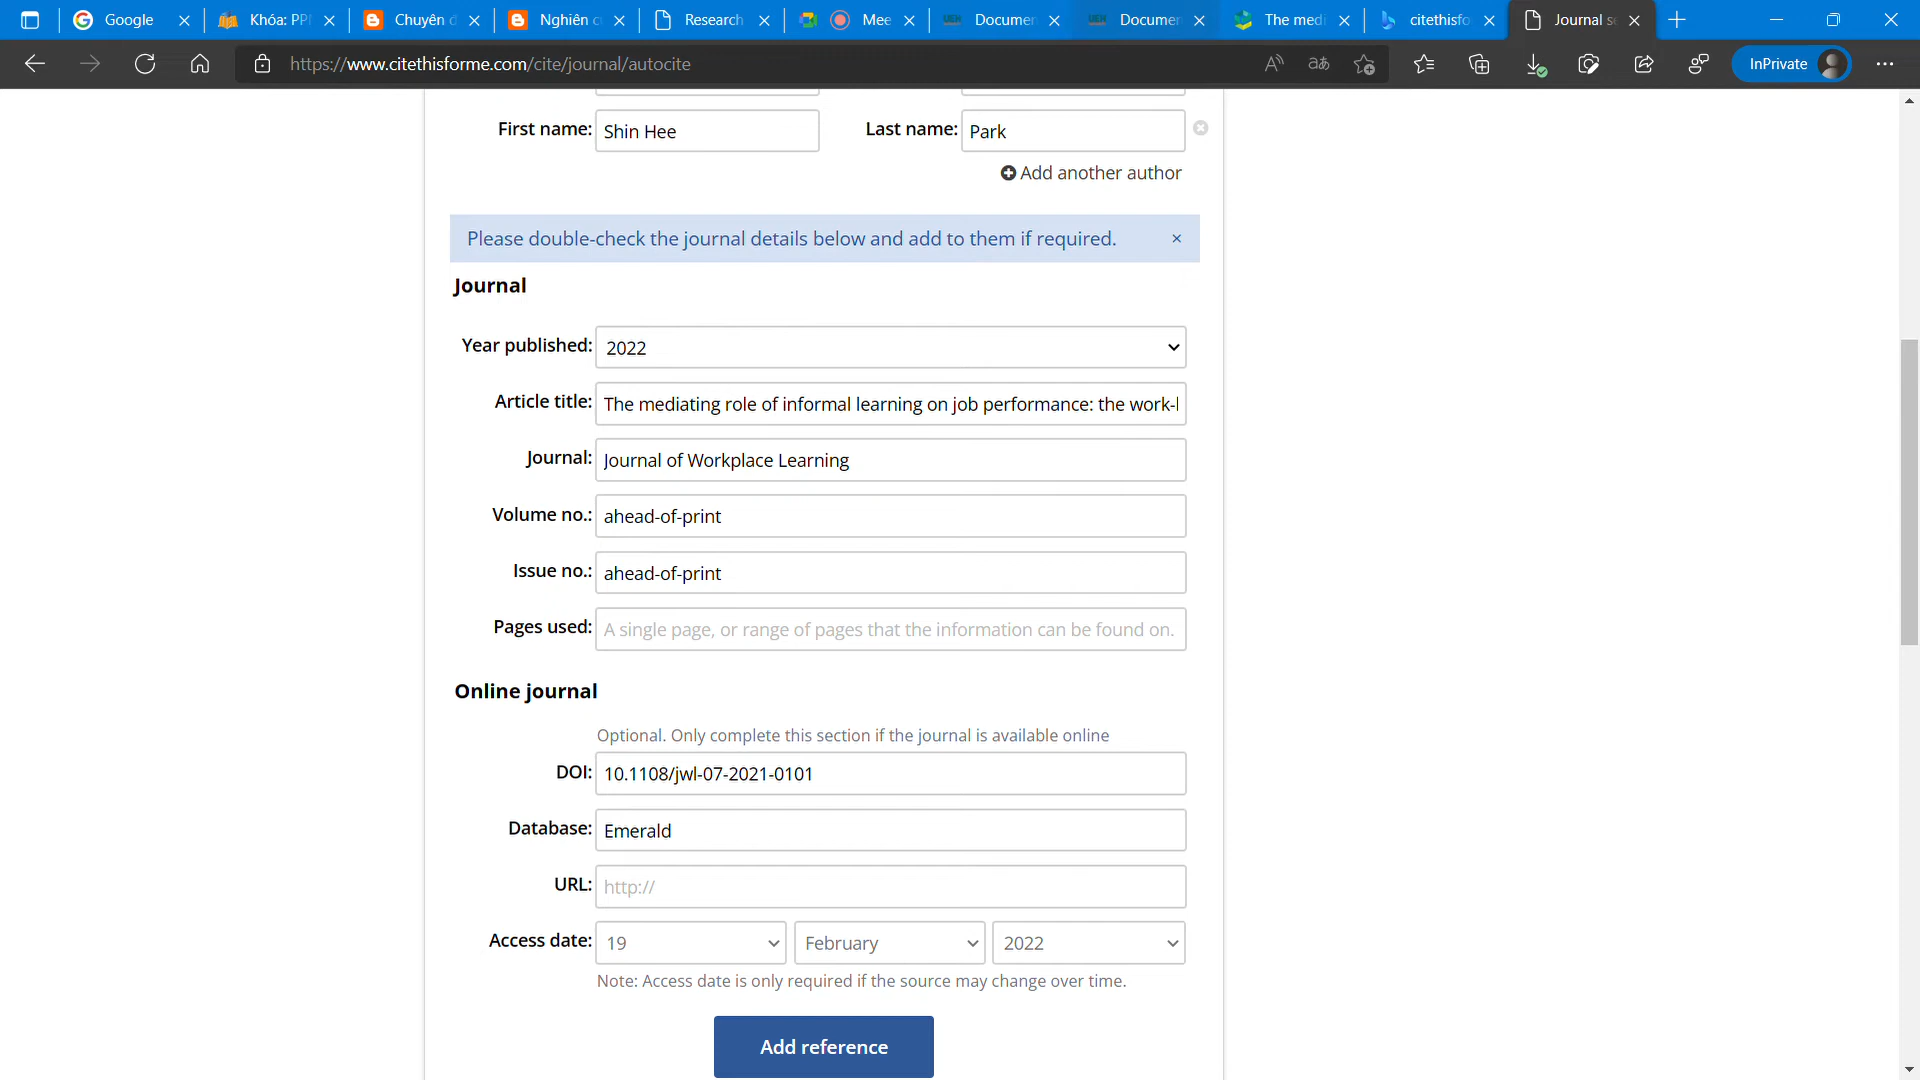 Google
Khóa: PP
Chuyên đ
Nghiên c
Research
Mee
Documen
Documen
The medi
citethisfo
Journal se
https://www.citethisforme.com/cite/journal/autocite
InPrivate
First name: Shin Hee Last name: Park
Add another author
Please double-check the journal details below and add to them if required. ×
Journal
Year published: 2022
Article title: The mediating role of informal learning on job performance: the work-l
Journal: Journal of Workplace Learning
Volume no.: ahead-of-print
Issue no.: ahead-of-print
Pages used: A single page, or range of pages that the information can be found on.
Online journal
Optional. Only complete this section if the journal is available online
DOI: 10.1108/jwl-07-2021-0101
Database: Emerald
URL: http://
Access date: 19 February 2022
Note: Access date is only required if the source may change over time.
Add reference